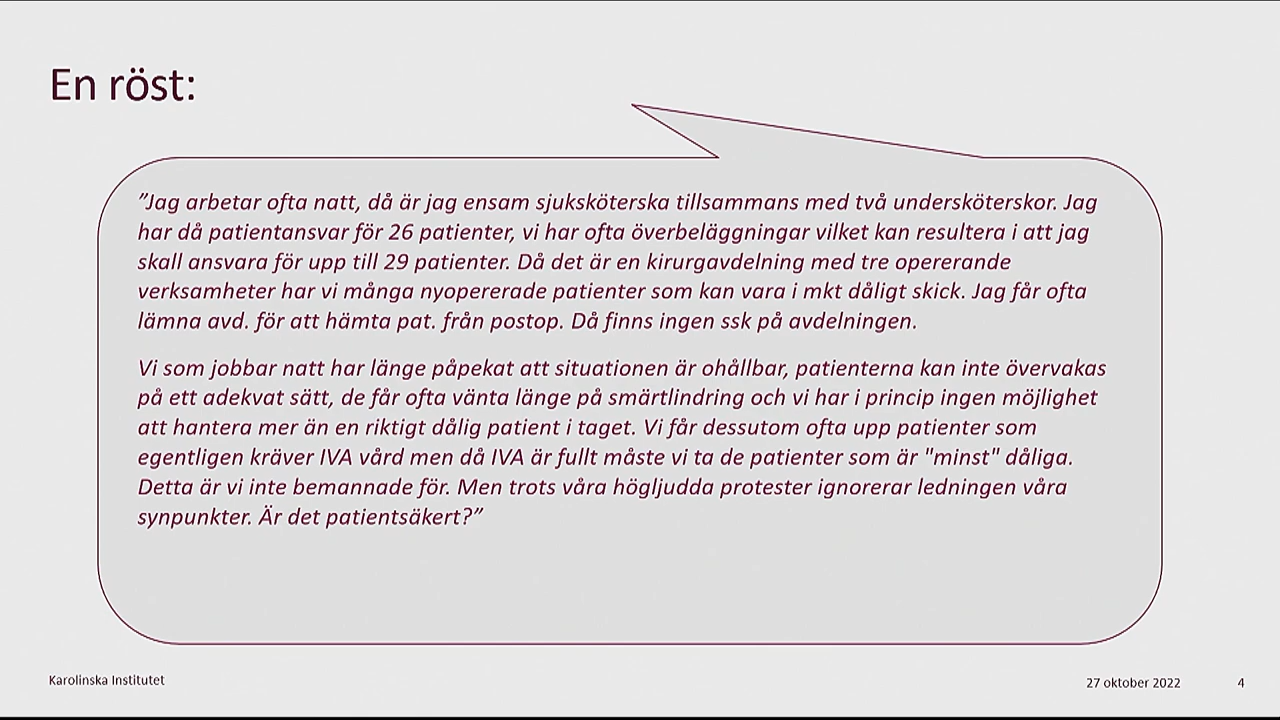 En röst:
”Jag arbetar ofta natt, då är jag ensam sjuksköterska tillsammans med två undersköterskor. Jag
har då patientansvar för 26 patienter, vi har ofta överbeläggningar vilket kan resultera i att jag
skall ansvara för upp till 29 patienter. Då det är en kirurgavdelning med tre opererande
verksamheter har vi många nyopererade patienter som kan vara i mkt dåligt skick. Jag får ofta
lämna avd. för att hämta pat. från postop. Då finns ingen ssk på avdelningen.
Vi som jobbar natt har länge påpekat att situationen är ohållbar, patienterna kan inte övervakas
på ett adekvat sätt, de får ofta vänta länge på smärtlindring och vi har i princip ingen möjlighet
att hantera mer än en riktigt dålig patient i taget. Vi får dessutom ofta upp patienter som
egentligen kräver IVA vård men då IVA är fullt måste vi ta de patienter som är "minst" dåliga.
Detta är vi inte bemannade för. Men trots våra högljudda protester ignorerar ledningen våra
synpunkter. Är det patientsäkert?”
Karolinska Institutet
27 oktober 2022
4